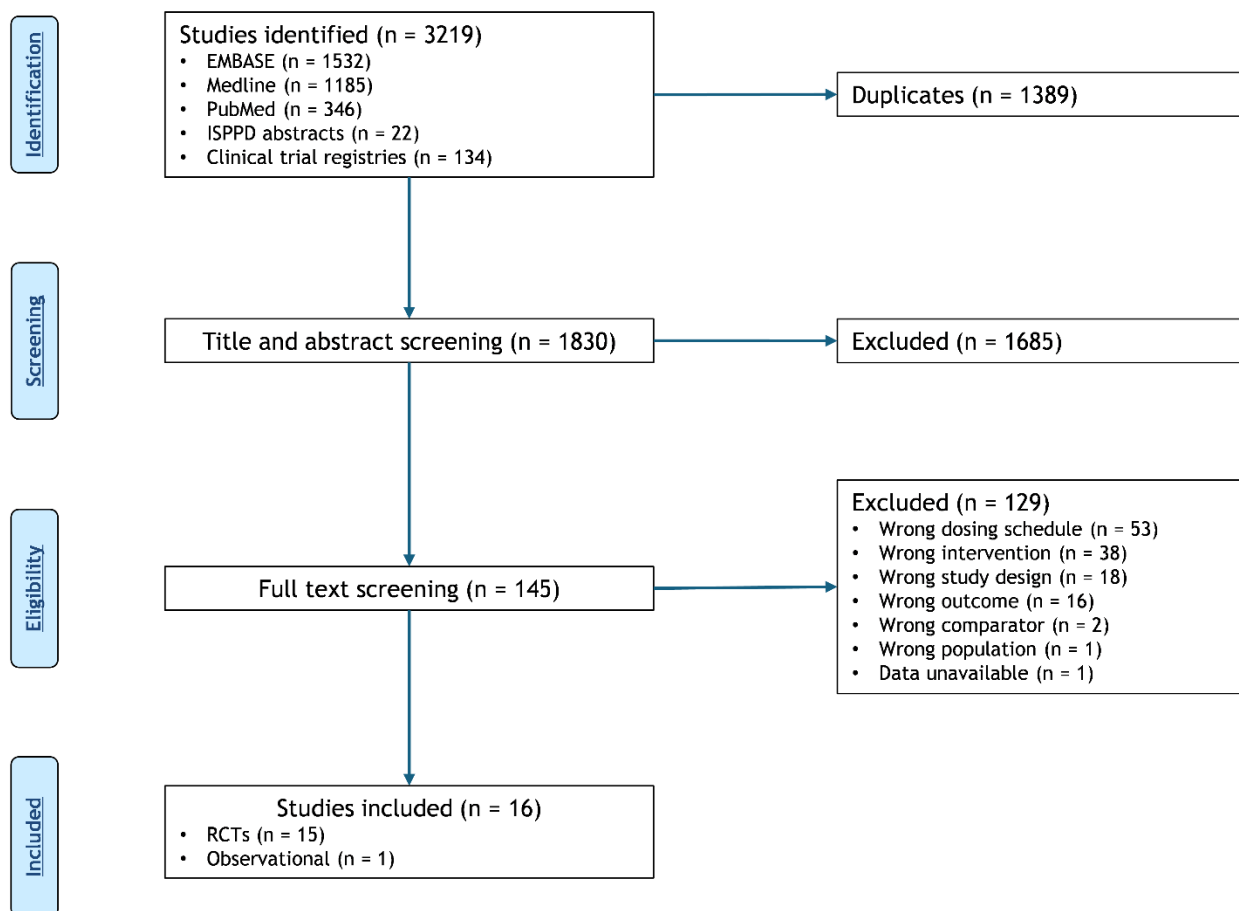 Identification
Studies identified (n = 3219)
• EMBASE (n = 1532)
• Medline (n = 1185)
• PubMed (n = 346)
• ISPPD abstracts (n = 22)
• Clinical trial registries (n = 134)
Duplicates (n = 1389)
Screening
Title and abstract screening (n = 1830)
Excluded (n = 1685)
Eligibility
Full text screening (n = 145)
Excluded (n = 129)
• Wrong dosing schedule (n = 53)
• Wrong intervention (n = 38)
• Wrong study design (n = 18)
• Wrong outcome (n = 16)
• Wrong comparator (n = 2)
• Wrong population (n = 1)
• Data unavailable (n = 1)
Included
Studies included (n = 16)
• RCTs (n = 15)
• Observational (n = 1)